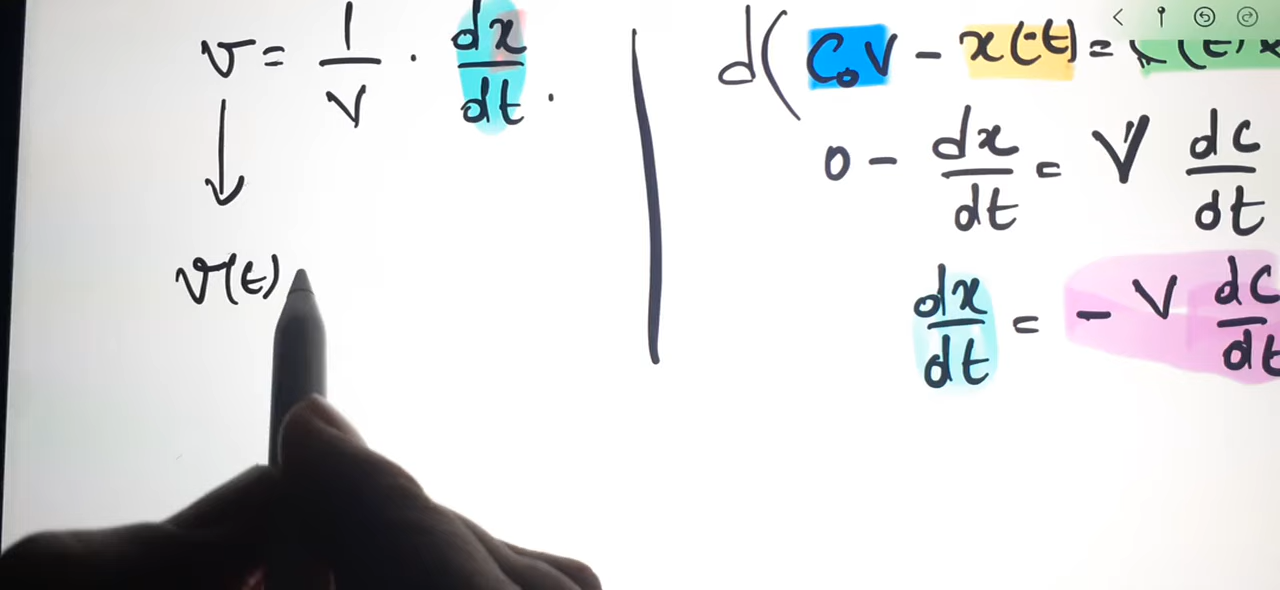 v = 1/V · dx/dt .
↓
v(t)
d( C₀V − x(t) =
0 − dx/dt = V dC/dt
dx/dt = − V dC/dt